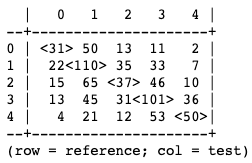 |   0   1   2   3   4 |
--+---------------------+
0 | <31> 50  13  11   2 |
1 |  22<110> 35  33   7 |
2 |  15  65 <37> 46  10 |
3 |  13  45  31<101> 36 |
4 |   4  21  12  53 <50>|
--+---------------------+
(row = reference; col = test)